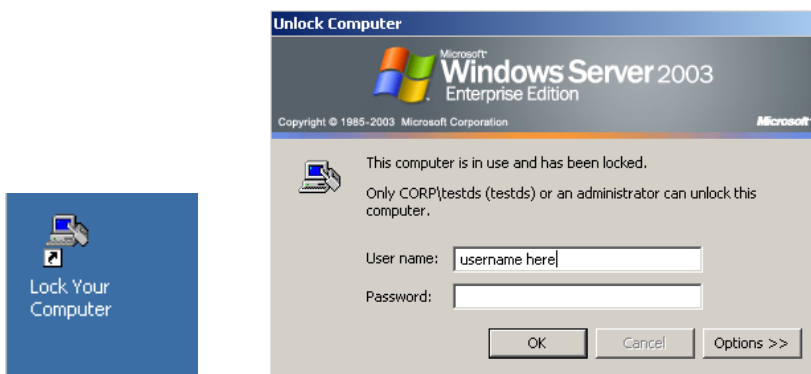 Unlock Computer
Microsoft
Windows Server 2003
Enterprise Edition
Copyright © 1985-2003 Microsoft Corporation
Microsoft
This computer is in use and has been locked.
Only CORP\testds (testds) or an administrator can unlock this
computer.
User name: username here
Password:
OK Cancel Options >>
Lock Your
Computer